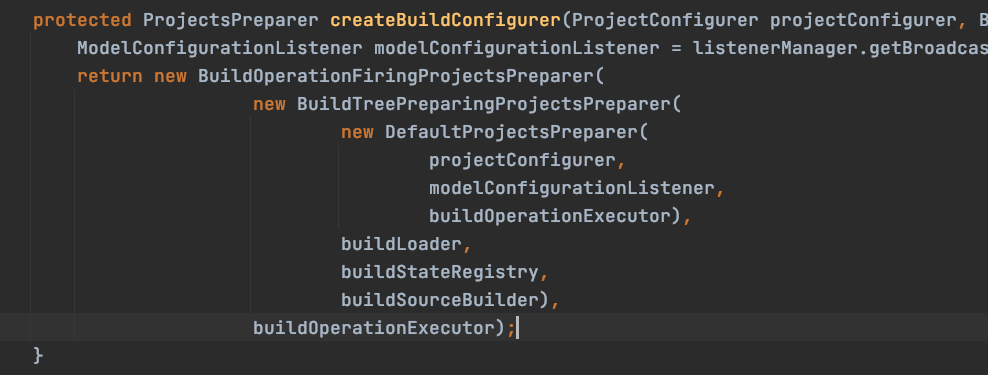 protected ProjectsPreparer createBuildConfigurer(ProjectConfigurer projectConfigurer,
ModelConfigurationListener modelConfigurationListener = listenerManager.getBroadcas
return new BuildOperationFiringProjectsPreparer(
new BuildTreePreparingProjectsPreparer(
new DefaultProjectsPreparer(
projectConfigurer,
modelConfigurationListener,
buildOperationExecutor),
buildLoader,
buildStateRegistry,
buildSourceBuilder),
buildOperationExecutor);
}